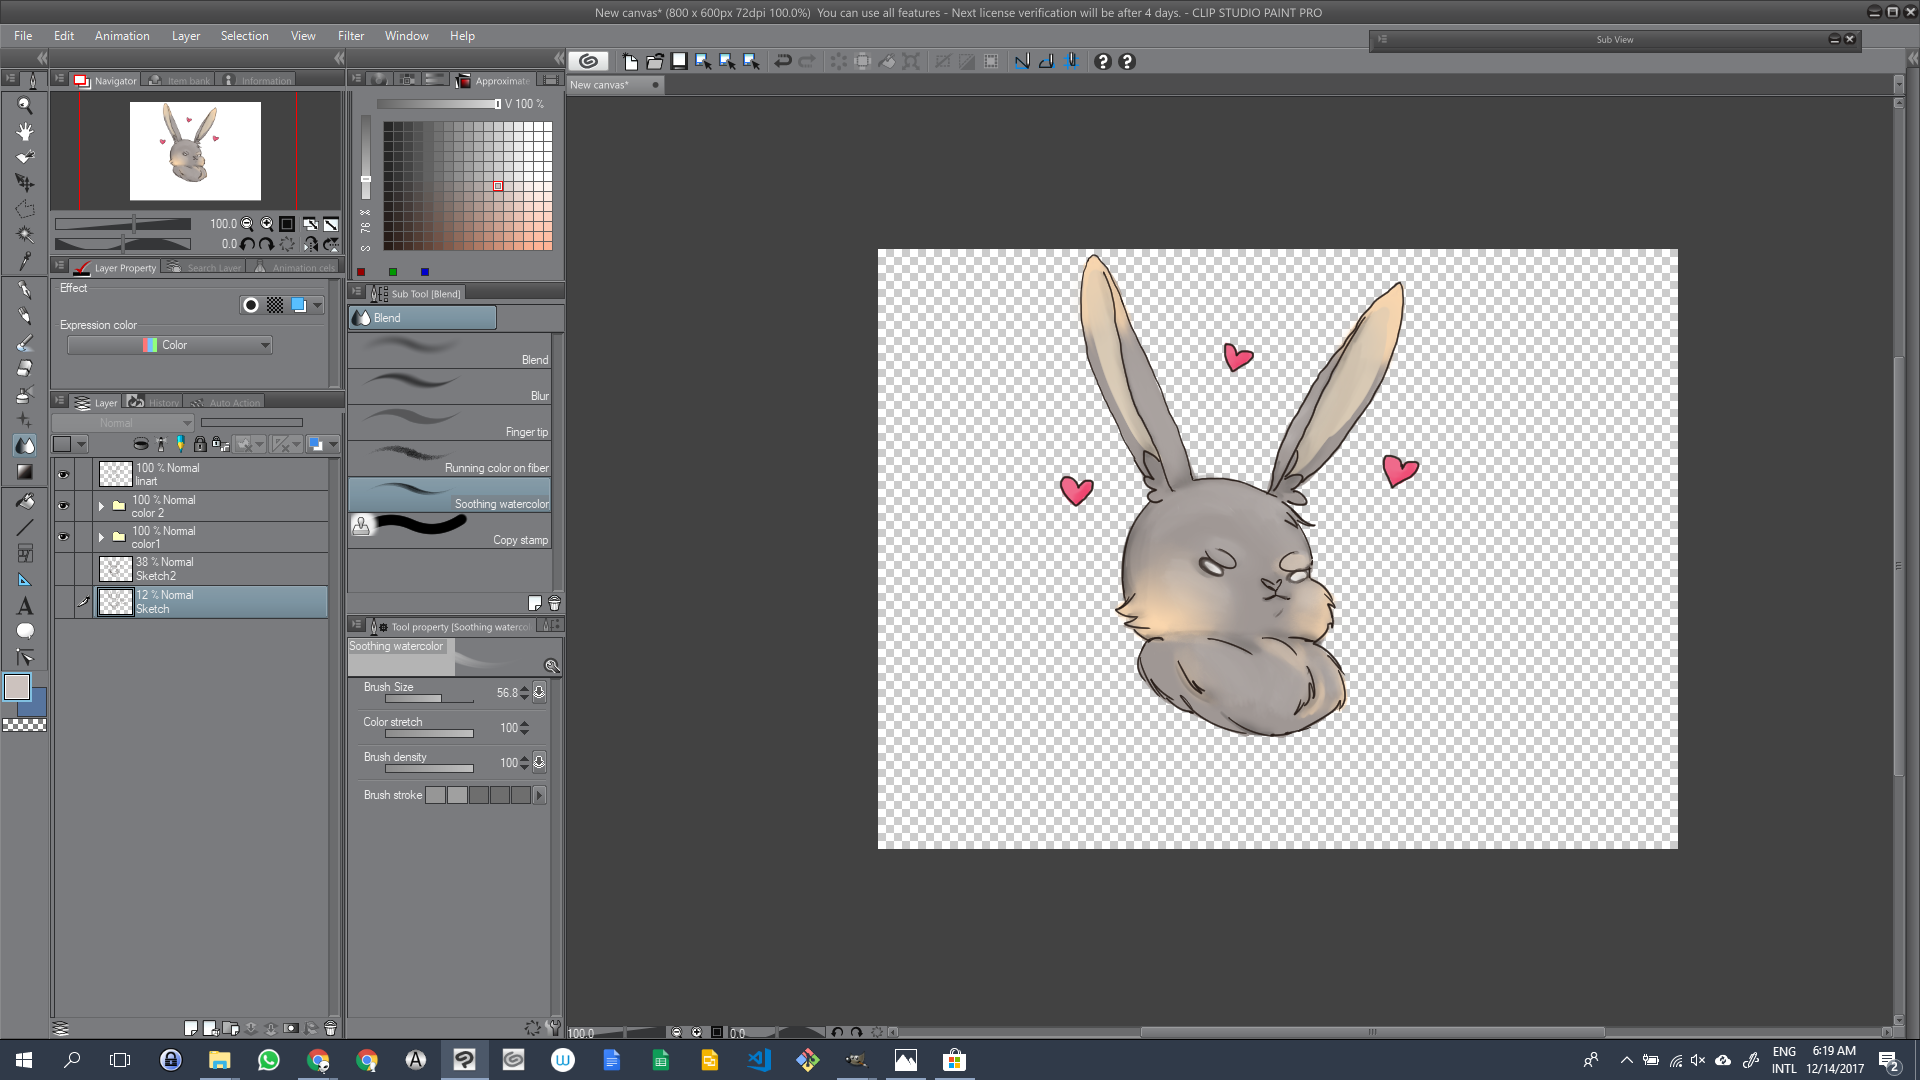 New canvas* (800 x 600px 72dpi 100.0%)  You can use all features - Next license verification will be after 4 days. - CLIP STUDIO PAINT PRO
File Edit Animation Layer Selection View Filter Window Help
Sub View
Navigator Item bank Information
Approximate
New canvas*
V 100 %
100.0
0.0
S 76 %
Layer Property Search Layer Animation cels
Effect
Expression color
Color
Sub Tool [Blend]
Blend
Blend
Blur
Finger tip
Running color on fiber
Soothing watercolor
Copy stamp
Layer History Auto Action
Normal
100 % Normal
linart
100 % Normal
color 2
100 % Normal
color1
38 % Normal
Sketch2
12 % Normal
Sketch
Tool property [Soothing waterco
Soothing watercolor
Brush Size 56.8
Color stretch 100
Brush density 100
Brush stroke
100.0 0.0
ENG
INTL
6:19 AM
12/14/2017
2